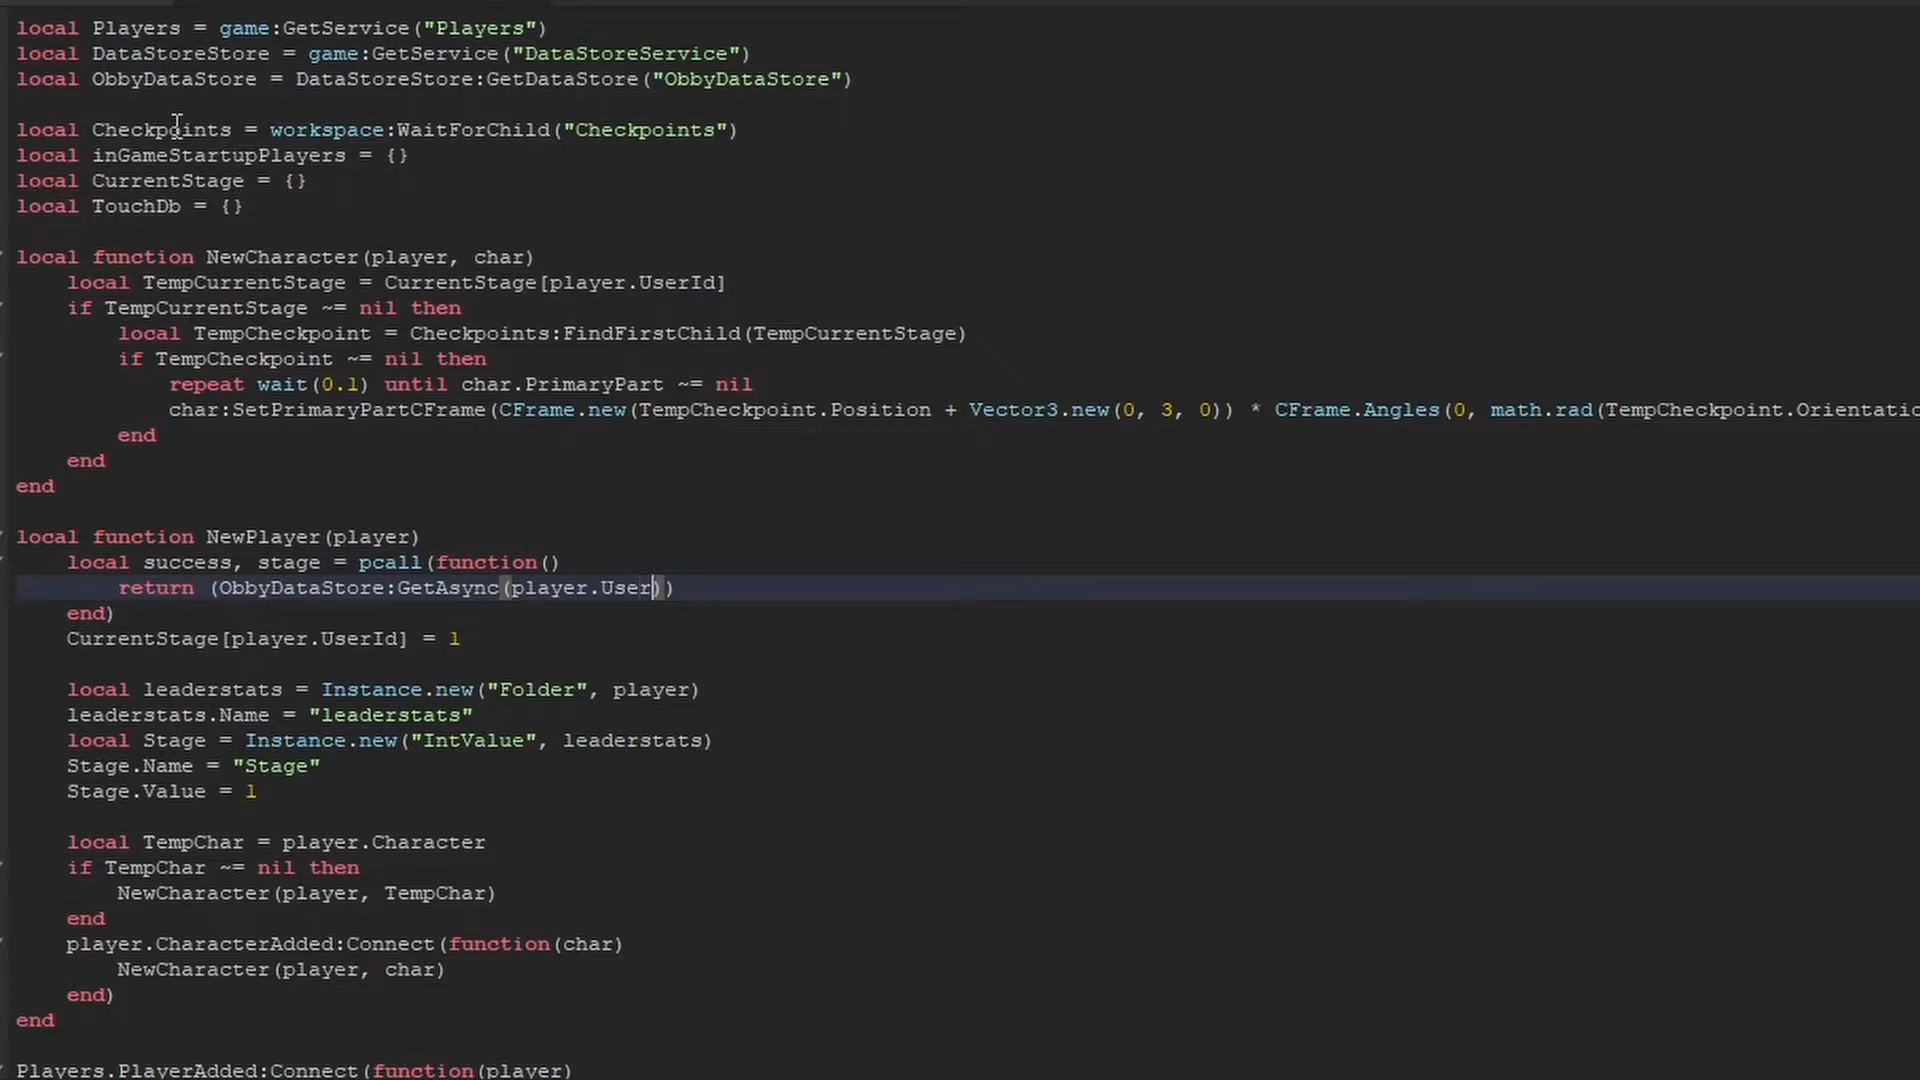 local Players = game:GetService("Players")
local DataStoreStore = game:GetService("DataStoreService")
local ObbyDataStore = DataStoreStore:GetDataStore("ObbyDataStore")
local Checkpoints = workspace:WaitForChild("Checkpoints")
local inGameStartupPlayers = {}
local CurrentStage = {}
local TouchDb = {}
local function NewCharacter(player, char)
local TempCurrentStage = CurrentStage[player.UserId]
if TempCurrentStage ~= nil then
local TempCheckpoint = Checkpoints:FindFirstChild(TempCurrentStage)
if TempCheckpoint ~= nil then
repeat wait(0.1) until char.PrimaryPart ~= nil
char:SetPrimaryPartCFrame(CFrame.new(TempCheckpoint.Position + Vector3.new(0, 3, 0)) * CFrame.Angles(0, math.rad(TempCheckpoint.Orientatio
end
end
end
local function NewPlayer(player)
local success, stage = pcall(function()
return (ObbyDataStore:GetAsync(player.User))
end)
CurrentStage[player.UserId] = 1
local leaderstats = Instance.new("Folder", player)
leaderstats.Name = "leaderstats"
local Stage = Instance.new("IntValue", leaderstats)
Stage.Name = "Stage"
Stage.Value = 1
local TempChar = player.Character
if TempChar ~= nil then
NewCharacter(player, TempChar)
end
player.CharacterAdded:Connect(function(char)
NewCharacter(player, char)
end)
end
Players.PlayerAdded:Connect(function(player)